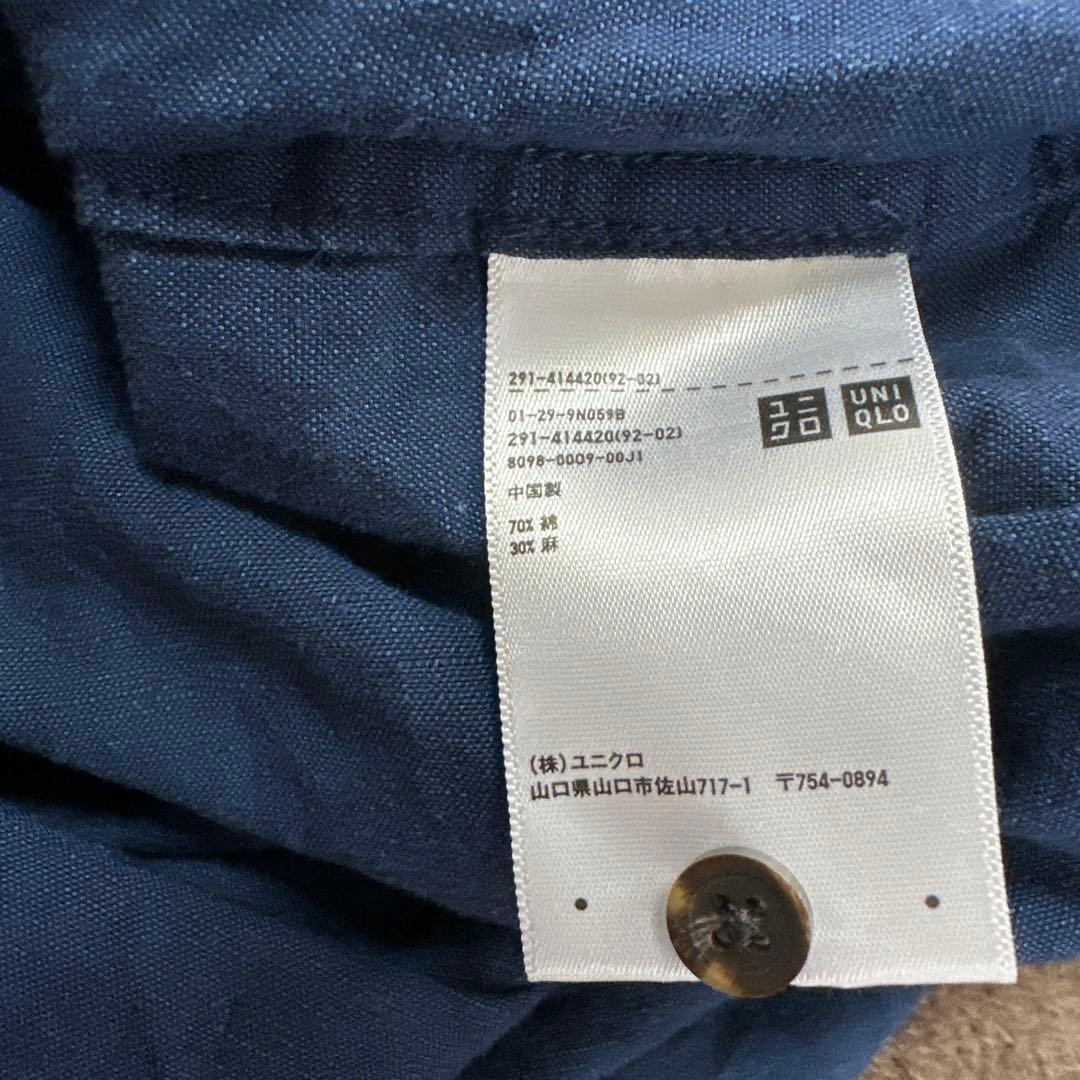 291-414420(92-02)
01-29-9N059B
291-414420(92-02)
8098-0009-00J1
ユニ
クロ
UNI
QLO
中国製
70% 綿
30% 麻
(株)ユニクロ
山口県山口市佐山717-1 〒754-0894